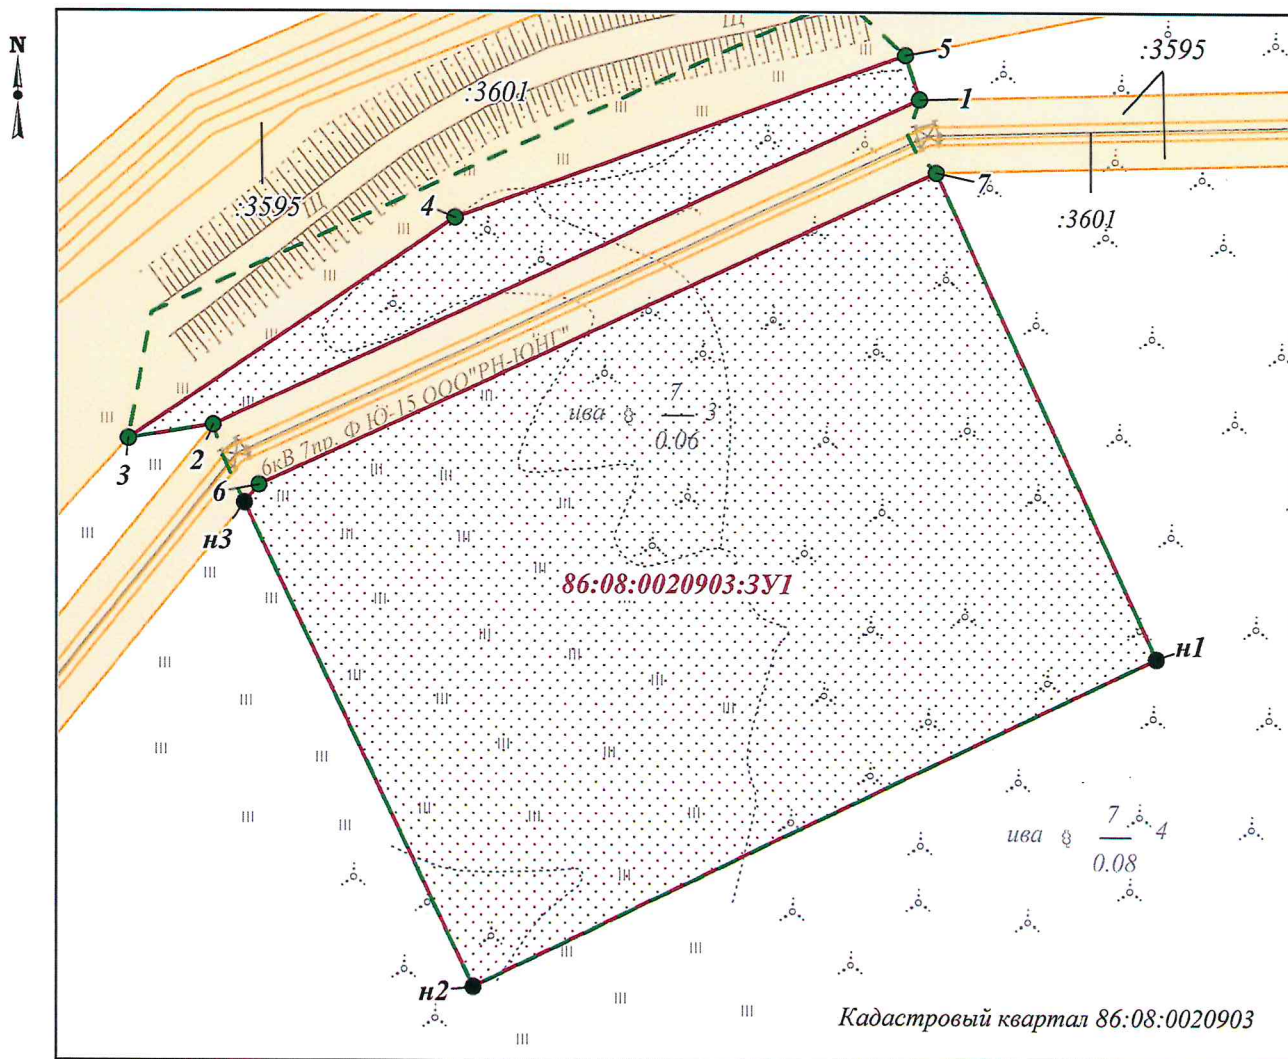 N
5
:3595
:3601
1
:3595
4
7
:3601
6кВ 7пр. Ф Ю-15 ООО"РН-ЮНГ"
ива 7 3
0.06
3
2
6
н3
86:08:0020903:ЗУ1
н1
ива 7 4
0.08
н2
Кадастровый квартал 86:08:0020903